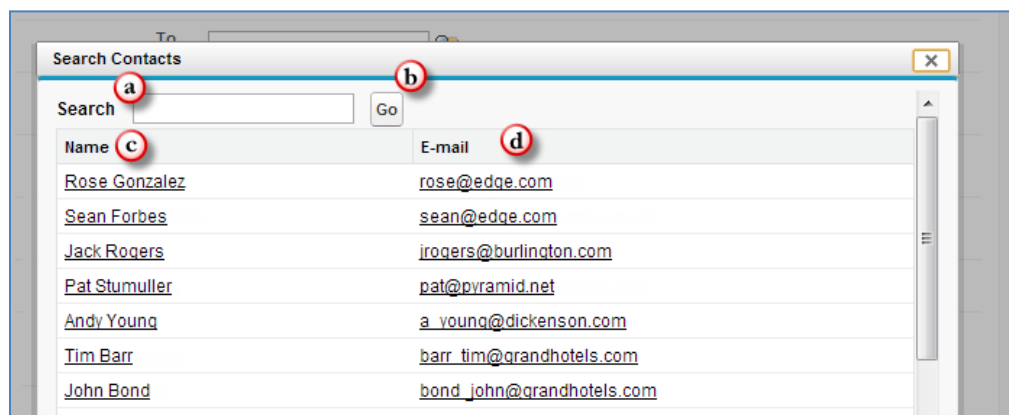 To
Search Contacts
a
b
Search Go
Name c E-mail d
Rose Gonzalez rose@edge.com
Sean Forbes sean@edge.com
Jack Rogers jrogers@burlington.com
Pat Stumuller pat@pyramid.net
Andy Young a_young@dickenson.com
Tim Barr barr_tim@grandhotels.com
John Bond bond_john@grandhotels.com